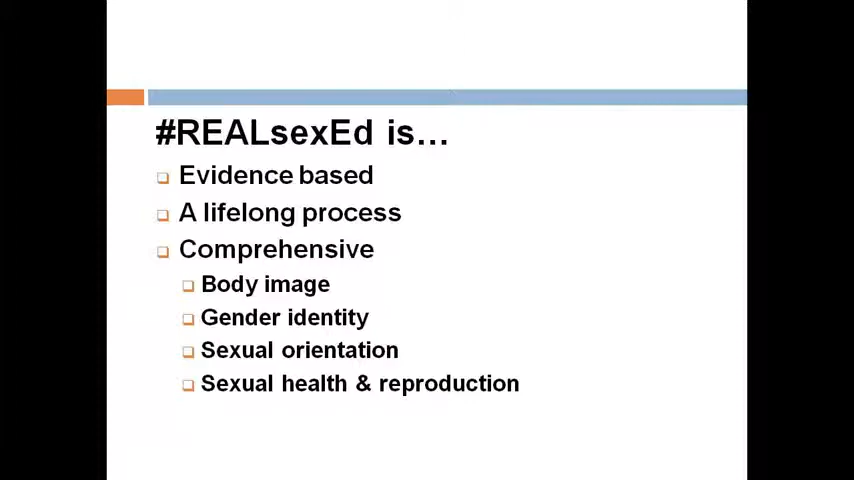 #REALsexEd is...
Evidence based
A lifelong process
Comprehensive
Body image
Gender identity
Sexual orientation
Sexual health & reproduction